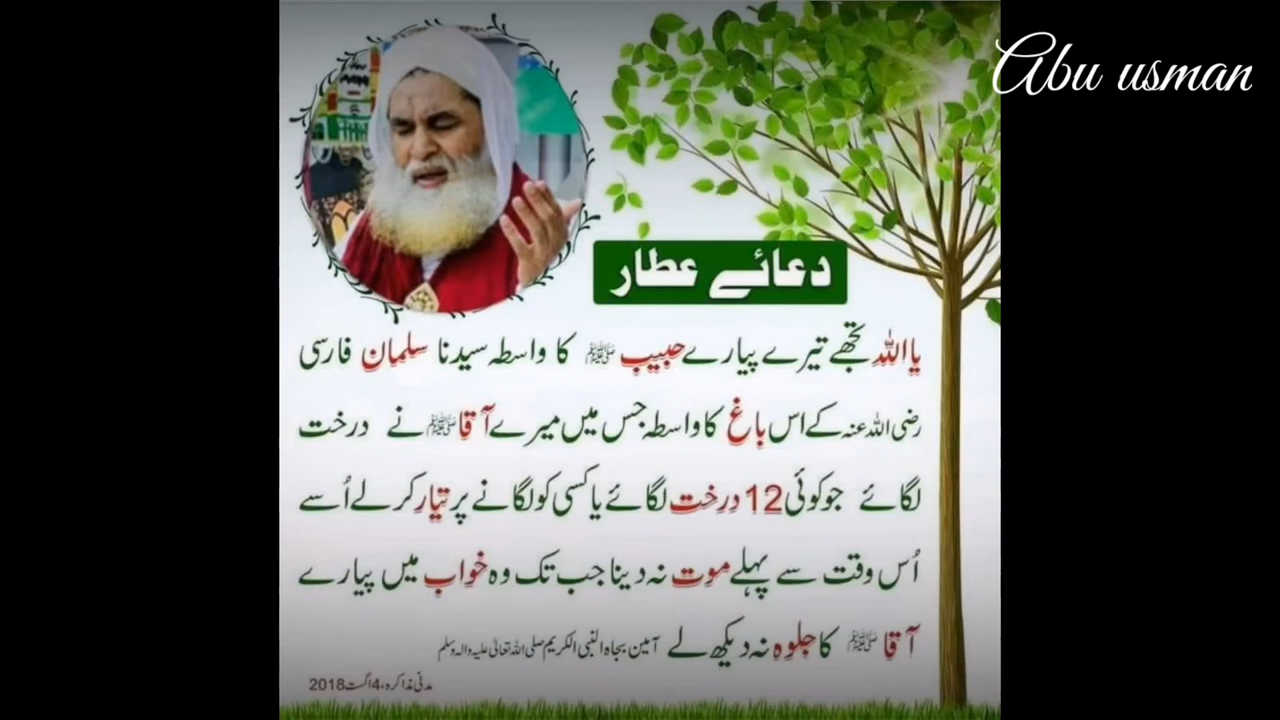 Abu usman
دعائے عطار
یااللہ تجھے تیرے پیارے حبیب ﷺ کا واسطہ سیدنا سلمان فارسی
رضی اللہ عنہ کے اس باغ کا واسطہ جس میں میرے آقا ﷺ نے درخت
لگائے جو کوئی 12 درخت لگائے یا کسی کو لگانے پر تیار کرلے اُسے
اُس وقت سے پہلے موت نہ دینا جب تک وہ خواب میں پیارے
آقا ﷺ کا جلوہ نہ دیکھ لے آمین بجاہ النبی الکریم صلی اللہ تعالیٰ علیہ والہ وسلم
مدنی مذاکرہ، 4 اگست 2018